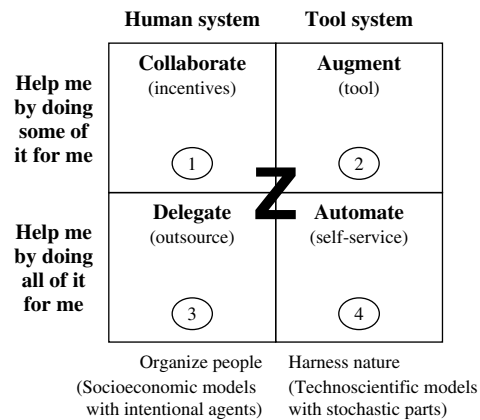 Human system Tool system
Help me
by doing
some of
it for me
Collaborate
(incentives)
1
Augment
(tool)
2
Z
Help me
by doing
all of it
for me
Delegate
(outsource)
3
Automate
(self-service)
4
Organize people
(Socioeconomic models
with intentional agents)
Harness nature
(Technoscientific models
with stochastic parts)